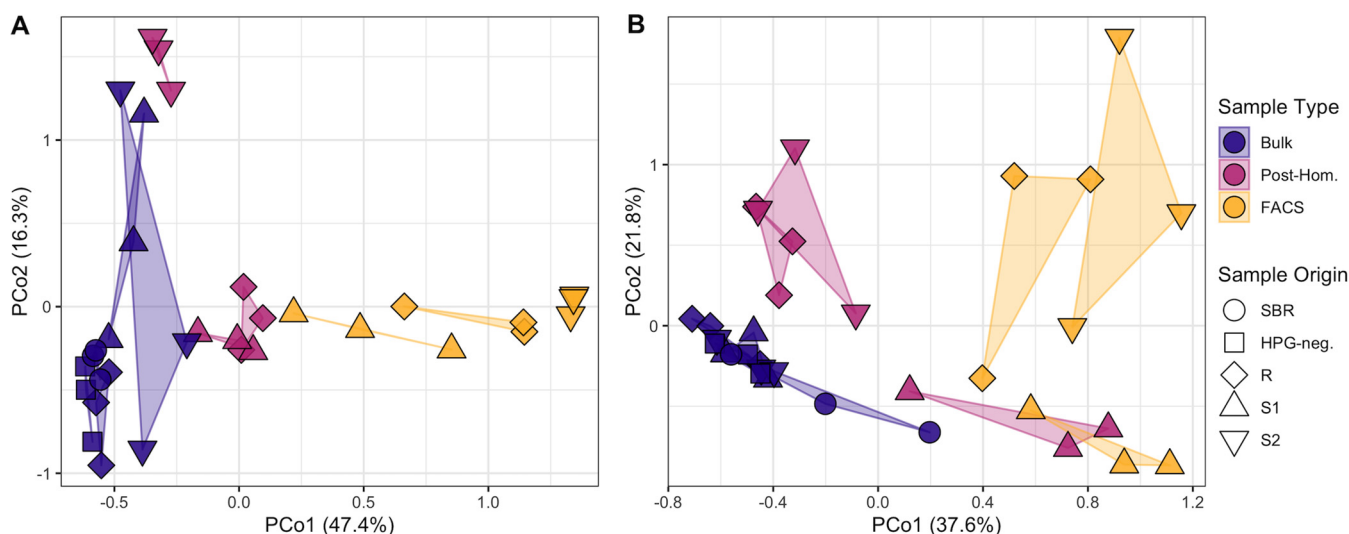 A
PCo2 (16.3%)
1
0
-1
-0.5
0.0
0.5
1.0
PCo1 (47.4%)
B
PCo2 (21.8%)
1
0
-0.8
-0.4
0.0
0.4
0.8
1.2
PCo1 (37.6%)
Sample Type
Bulk
Post-Hom.
FACS
Sample Origin
SBR
HPG-neg.
R
S1
S2